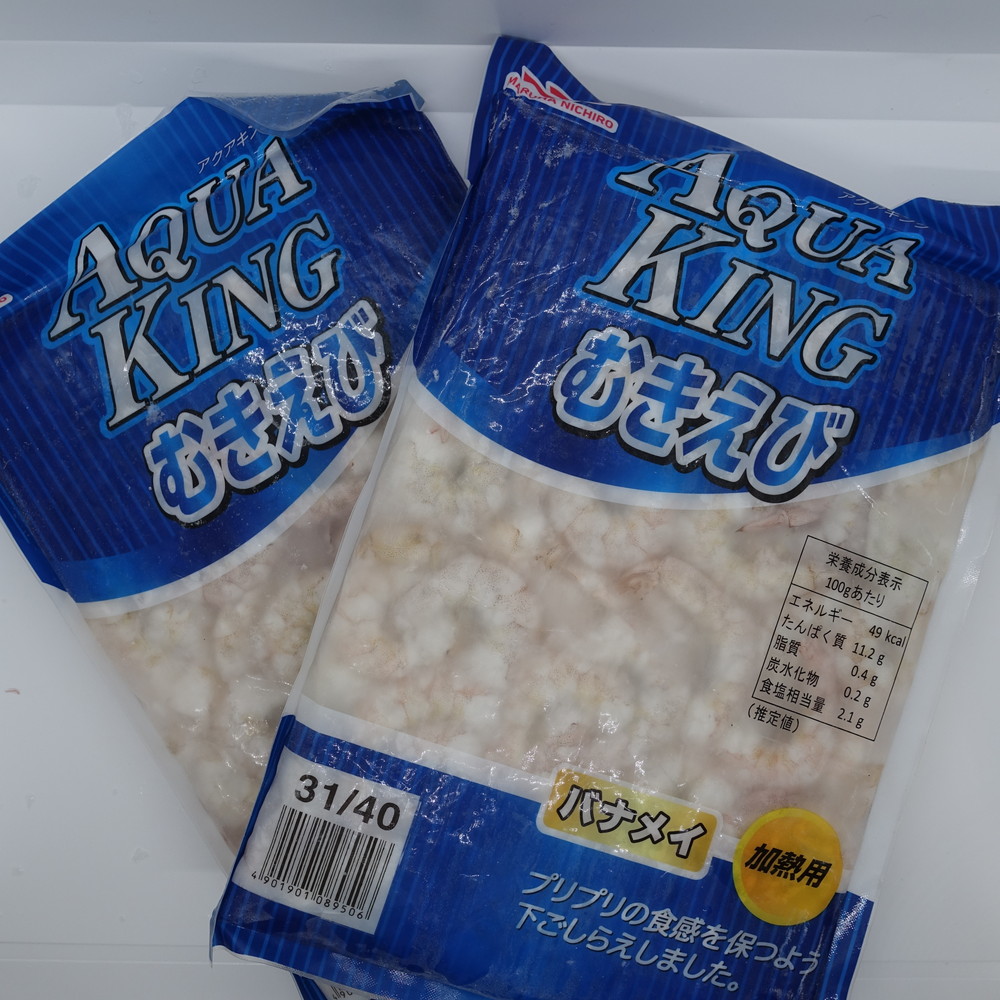 アクアキン
AQUA
KING
むきえび
MARUHA NICHIRO
アクアキング
AQUA
KING
むきえび
栄養成分表示
100gあたり
エネルギー 49 kcal
たんぱく質 11.2 g
脂質 0.4 g
炭水化物 0.2 g
食塩相当量 2.1 g
(推定値)
31/40
4 901901 089506
バナメイ
加熱用
プリプリの食感を保つよう
下ごしらえしました。